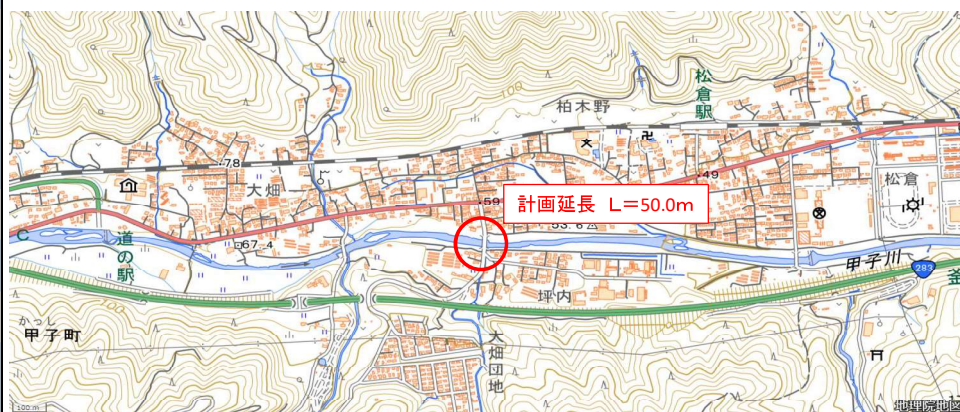 柏木野
松倉駅
・78
大畑
・59
計画延長 L=50.0m
53.6
・49
松倉
67.4
道の駅
C
甲子川
283
釜
坪内
かっし
甲子町
大畑団地
100
100m
地理院地図